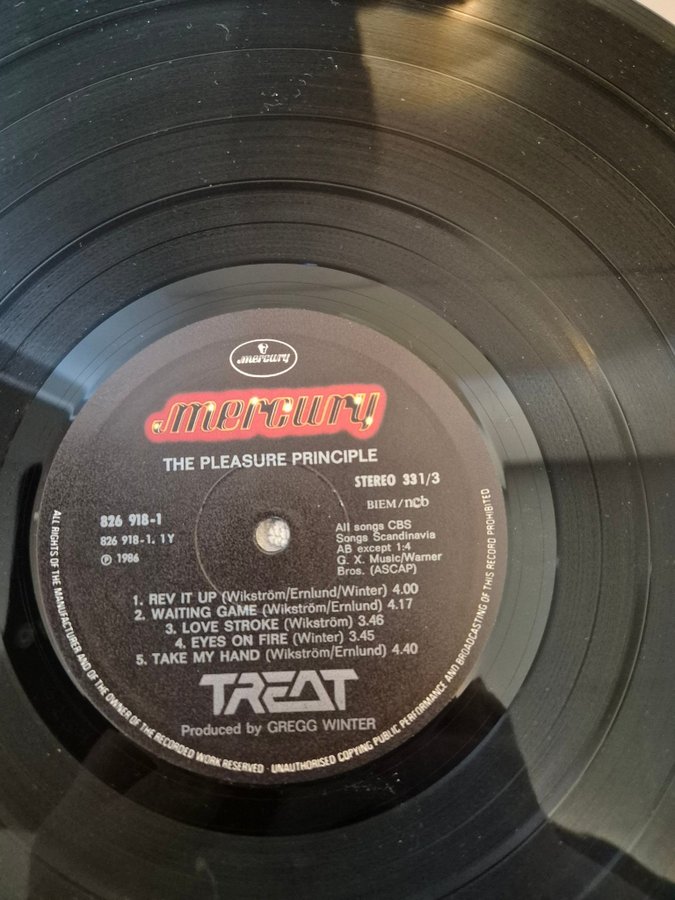 mercury
mercury
THE PLEASURE PRINCIPLE
STEREO 331/3
BIEM/ncb
826 918-1
826 918-1. 1Y
℗ 1986
All songs CBS
Songs Scandinavia
AB except 1:4
G. X. Music/Warner
Bros. (ASCAP)
1. REV IT UP (Wikström/Ernlund/Winter) 4.00
2. WAITING GAME (Wikström/Ernlund) 4.17
3. LOVE STROKE (Wikström) 3.46
4. EYES ON FIRE (Winter) 3.45
5. TAKE MY HAND (Wikström/Ernlund) 4.40
TREAT
Produced by GREGG WINTER
ALL RIGHTS OF THE MANUFACTURER AND OF THE OWNER OF THE RECORDED WORK RESERVED · UNAUTHORISED COPYING PUBLIC PERFORMANCE AND BROADCASTING OF THIS RECORD PROHIBITED